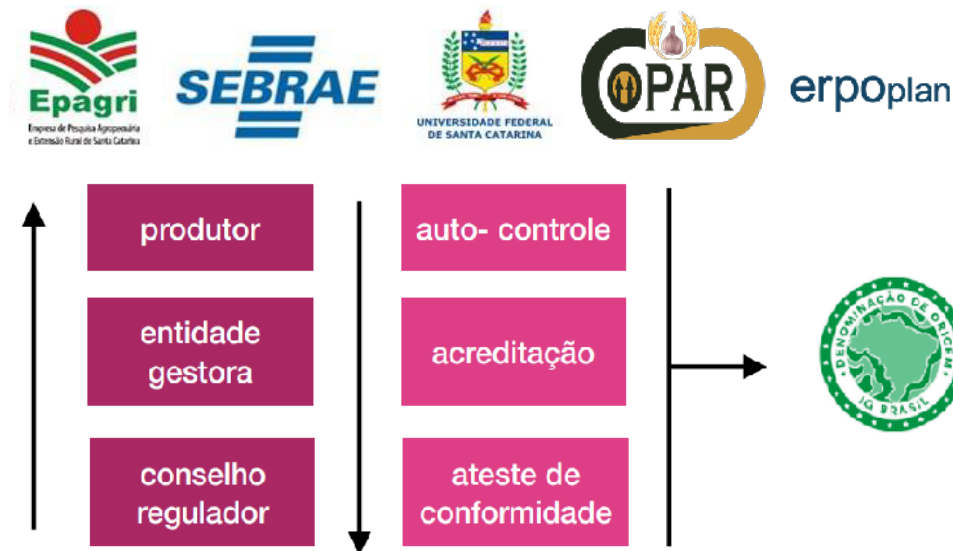 Epagri
Empresa de Pesquisa Agropecuária
e Extensão Rural de Santa Catarina
SEBRAE
UNIVERSIDADE FEDERAL
DE SANTA CATARINA
COPAR
erpoplan
produtor
auto- controle
entidade
gestora
acreditação
conselho
regulador
ateste de
conformidade
DENOMINAÇÃO DE ORIGEM
IG BRASIL